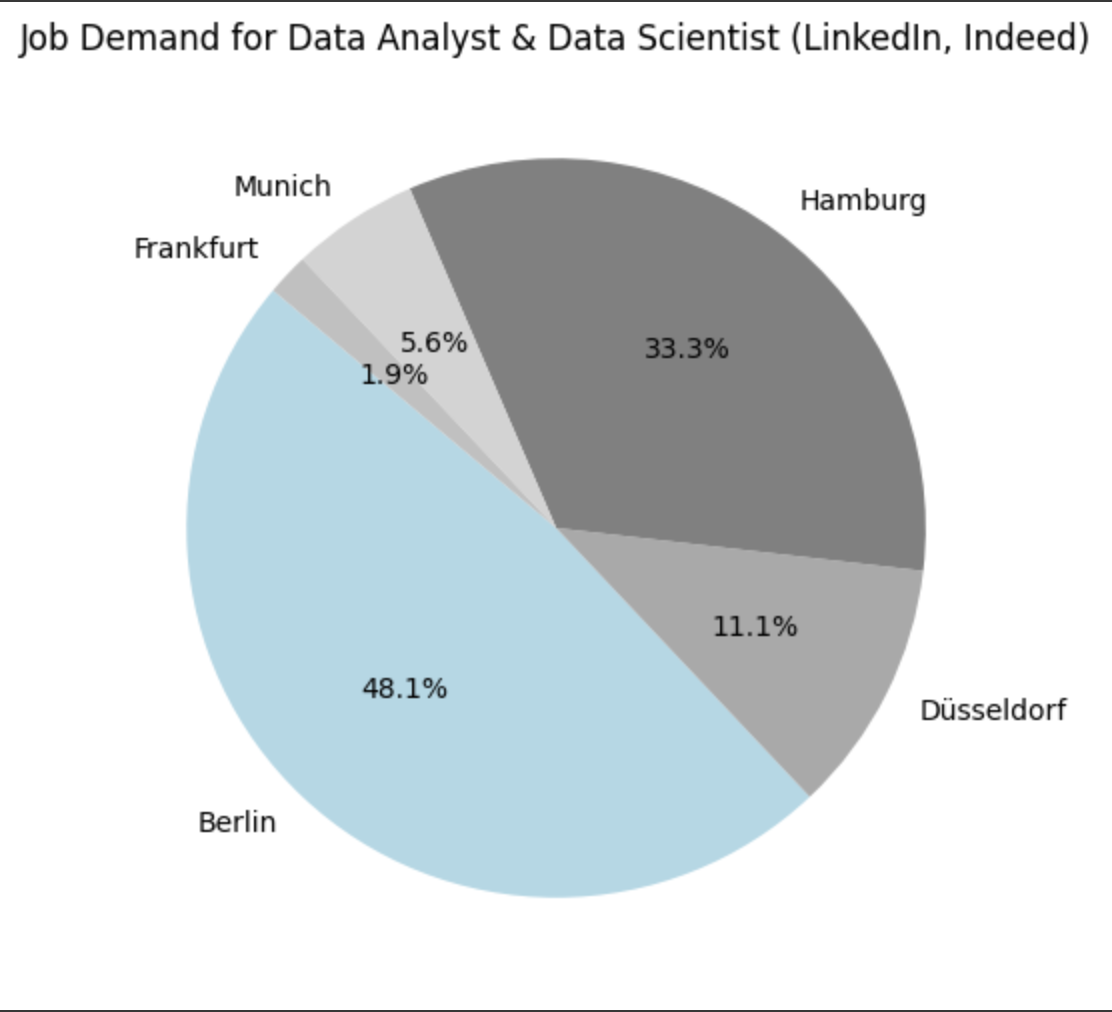 Job Demand for Data Analyst & Data Scientist (LinkedIn, Indeed)
Munich
Hamburg
Frankfurt
5.6%
33.3%
1.9%
11.1%
48.1%
Düsseldorf
Berlin